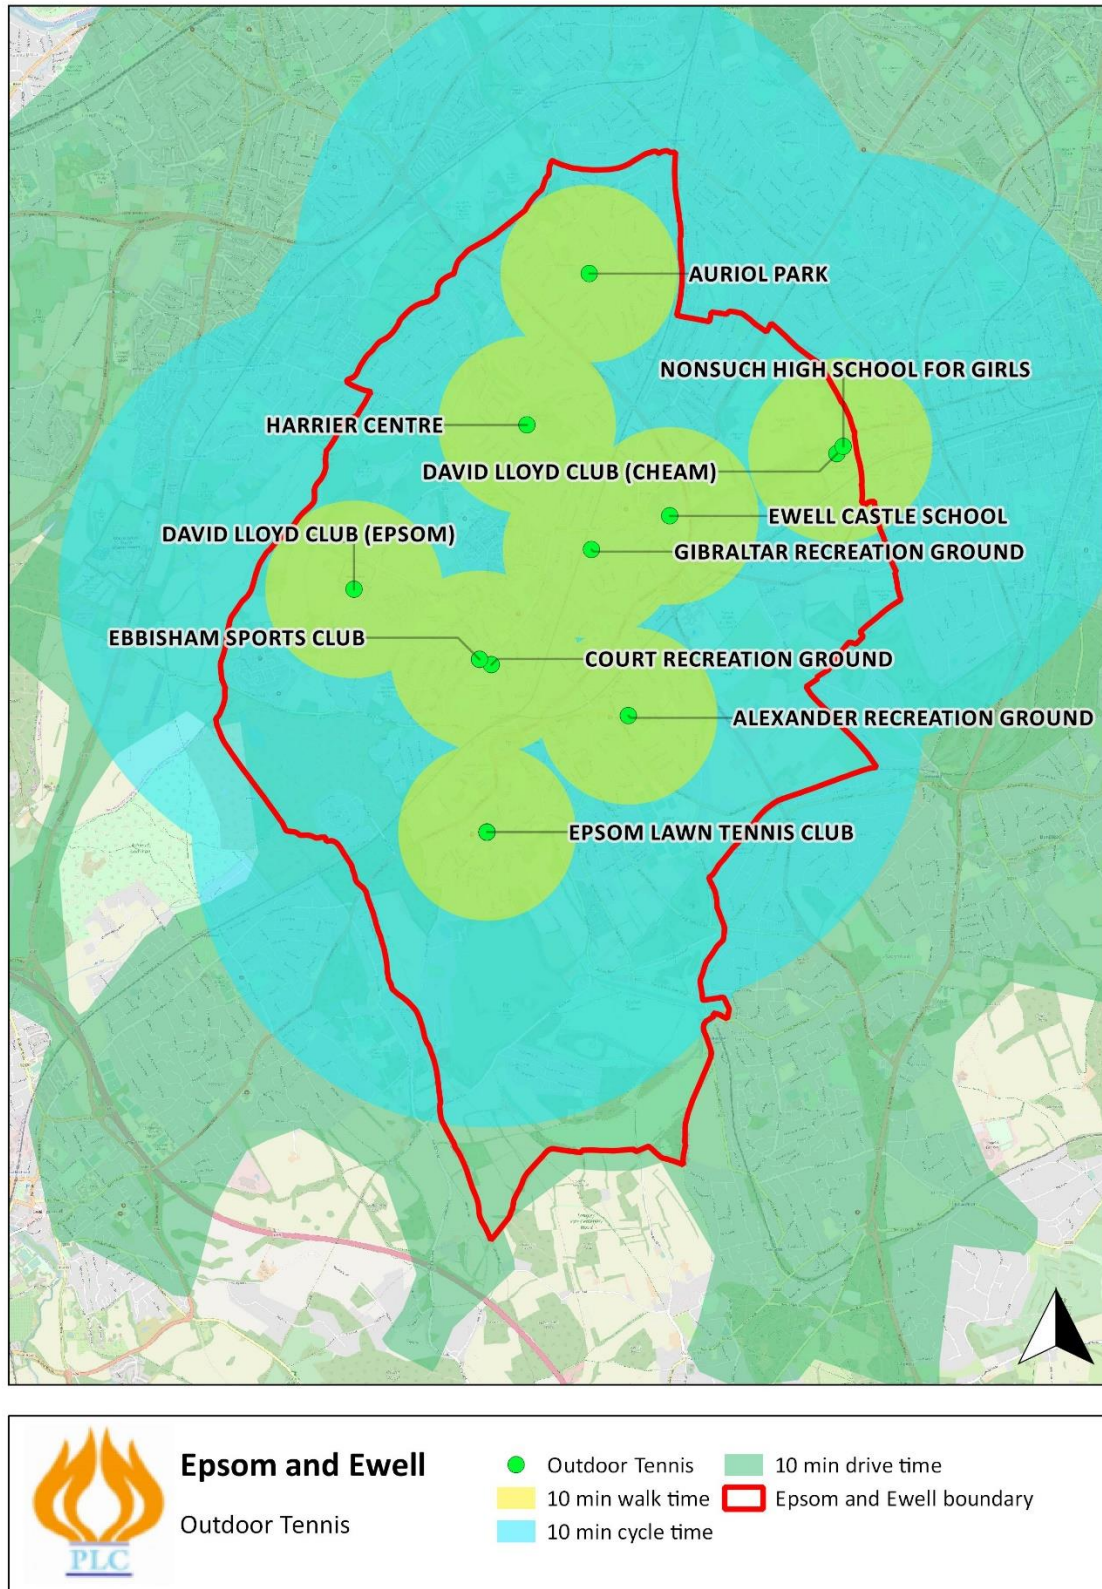 AURIOL PARK
NONSUCH HIGH SCHOOL FOR GIRLS
HARRIER CENTRE
DAVID LLOYD CLUB (CHEAM)
EWELL CASTLE SCHOOL
DAVID LLOYD CLUB (EPSOM)
GIBRALTAR RECREATION GROUND
EBBISHAM SPORTS CLUB
COURT RECREATION GROUND
ALEXANDER RECREATION GROUND
EPSOM LAWN TENNIS CLUB
PLC
Epsom and Ewell
Outdoor Tennis
Outdoor Tennis
10 min walk time
10 min cycle time
10 min drive time
Epsom and Ewell boundary